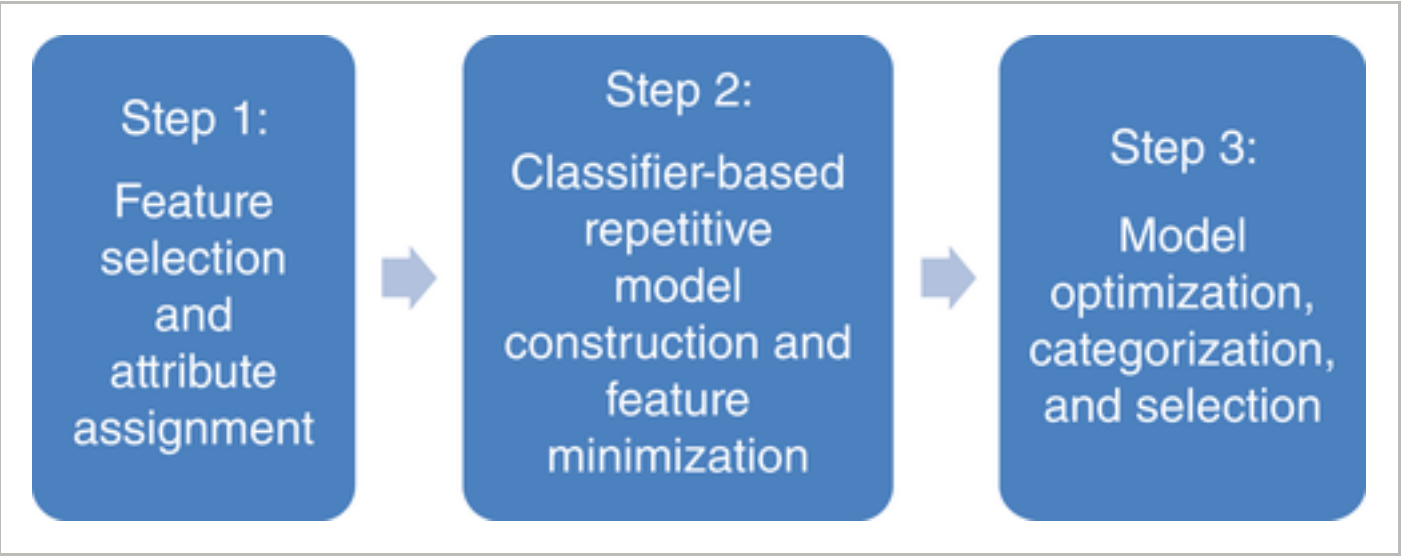 Step 1:
Feature
selection
and
attribute
assignment
Step 2:
Classifier-based
repetitive
model
construction and
feature
minimization
Step 3:
Model
optimization,
categorization,
and selection